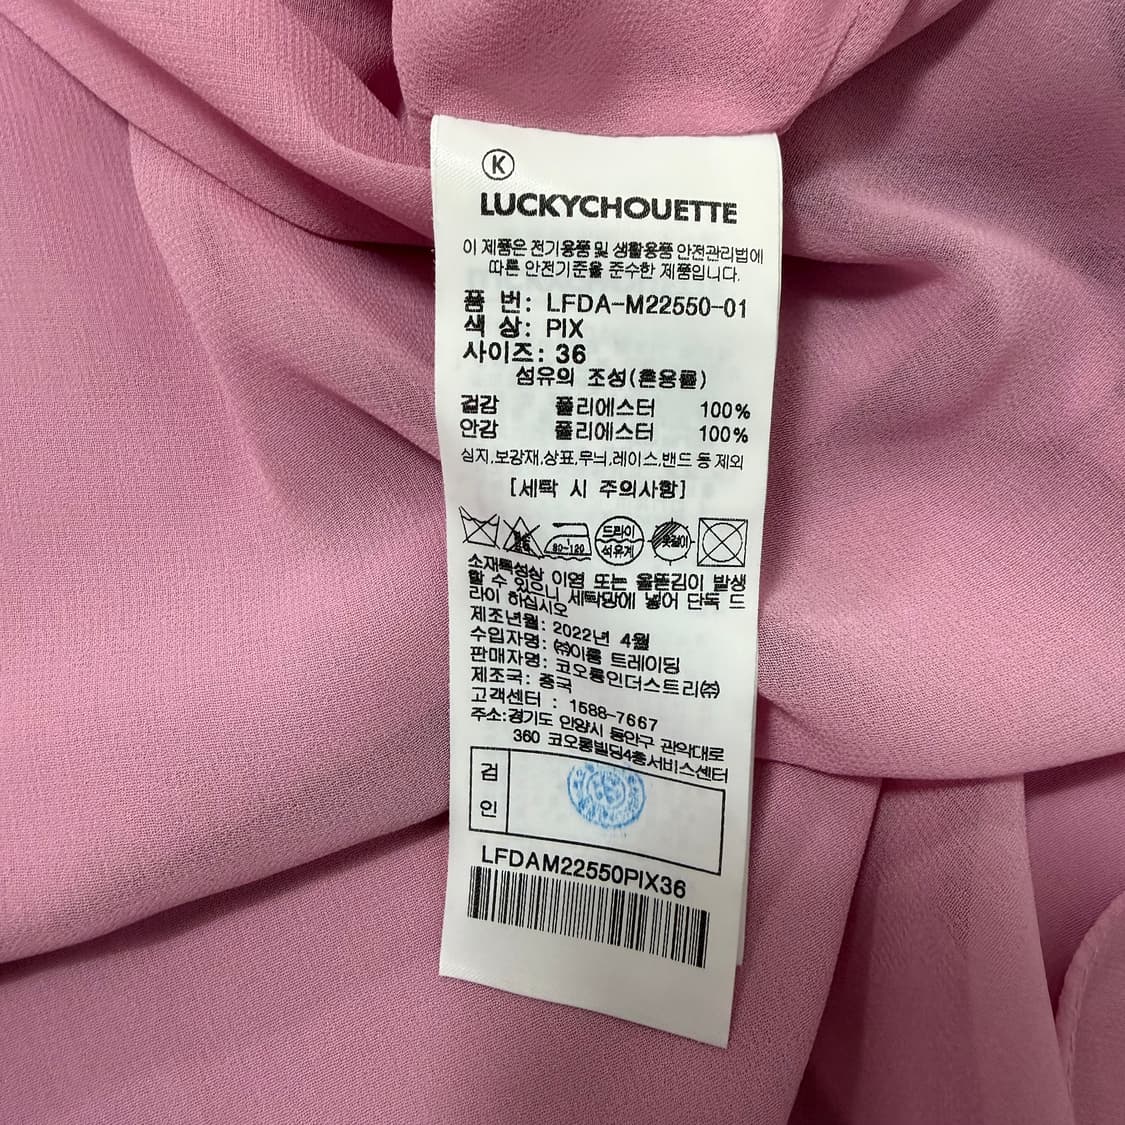 K
LUCKYCHOUETTE
이 제품은 전기용품 및 생활용품 안전관리법에
따른 안전기준을 준수한 제품입니다.
품 번: LFDA-M22550-01
색 상: PIX
사이즈: 36
섬유의 조성(혼용률)
겉감 폴리에스터 100%
안감 폴리에스터 100%
심지,보강재,상표,무늬,레이스,밴드 등 제외
[세탁 시 주의사항]
80~120 드라이 석유계 옷걸이
소재특성상 이염 또는 올뜯김이 발생
할 수 있으니 세탁망에 넣어 단독 드
라이 하십시오
제조년월: 2022년 4월
수입자명: ㈜이룸 트레이딩
판매자명: 코오롱인더스트리㈜
제조국: 중국
고객센터 : 1588-7667
주소:경기도 안양시 동안구 관악대로
360 코오롱빌딩4층서비스센터
검
인
LFDAM22550PIX36